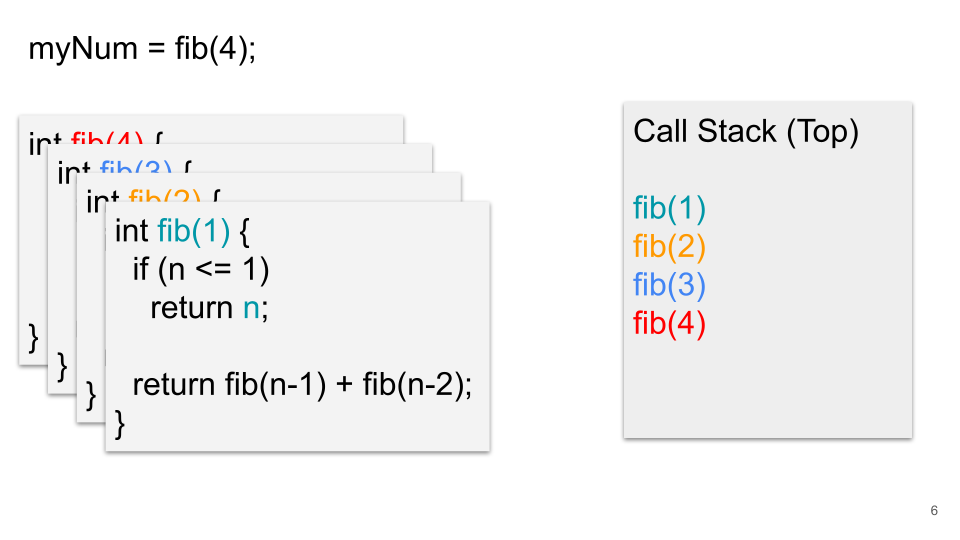 myNum = fib(4);
int fib(4) {
int fib(3) {
int fib(2) {
int fib(1) {
if (n <= 1)
return n;
return fib(n-1) + fib(n-2);
}
}
}
}
Call Stack (Top)
fib(1)
fib(2)
fib(3)
fib(4)
6